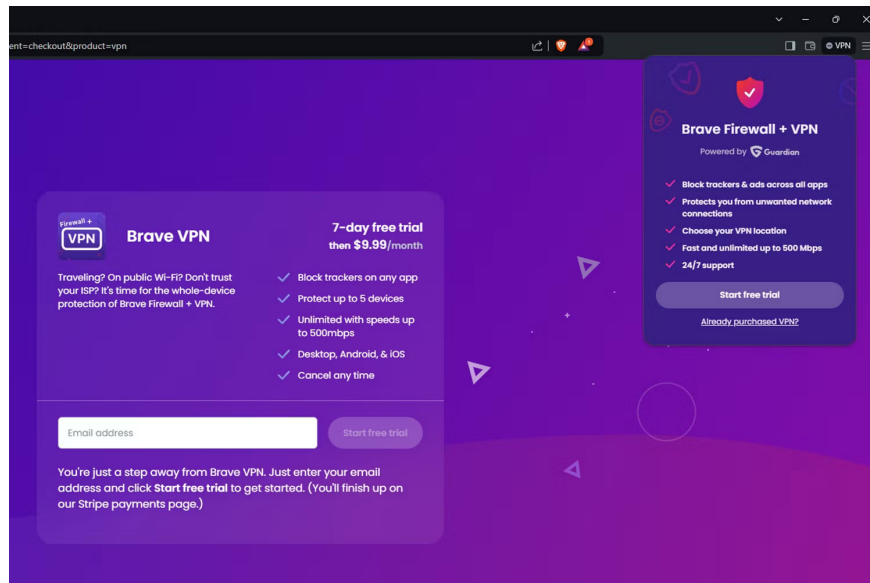 ent=checkout&product=vpn
VPN
Brave Firewall + VPN
Powered by Guardian
Block trackers & ads across all apps
Protects you from unwanted network
connections
Choose your VPN location
Fast and unlimited up to 500 Mbps
24/7 support
Start free trial
Already purchased VPN?
Firewall +
VPN
Brave VPN
7-day free trial
then $9.99/month
Traveling? On public Wi-Fi? Don't trust
your ISP? It's time for the whole-device
protection of Brave Firewall + VPN.
Block trackers on any app
Protect up to 5 devices
Unlimited with speeds up
to 500mbps
Desktop, Android, & iOS
Cancel any time
Email address
Start free trial
You're just a step away from Brave VPN. Just enter your email
address and click Start free trial to get started. (You'll finish up on
our Stripe payments page.)